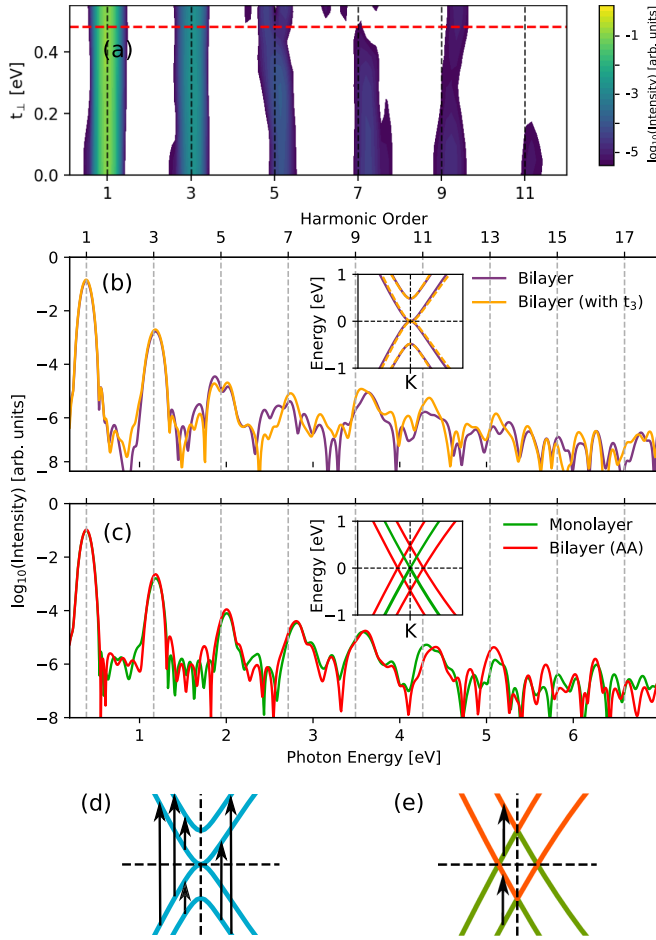 (a)
t⊥ [eV]
0.4
0.2
0.0
1 3 5 7 9 11
log10(Intensity) [arb. units]
-1
-3
-5
Harmonic Order
1 3 5 7 9 11 13 15 17
(b)
0
−2
−4
−6
−8
Energy [eV]
1
0
−1
K
Bilayer
Bilayer (with t3)
log10(Intensity) [arb. units]
(c)
0
−2
−4
−6
−8
Energy [eV]
1
0
−1
K
Monolayer
Bilayer (AA)
1 2 3 4 5 6
Photon Energy [eV]
(d)
(e)